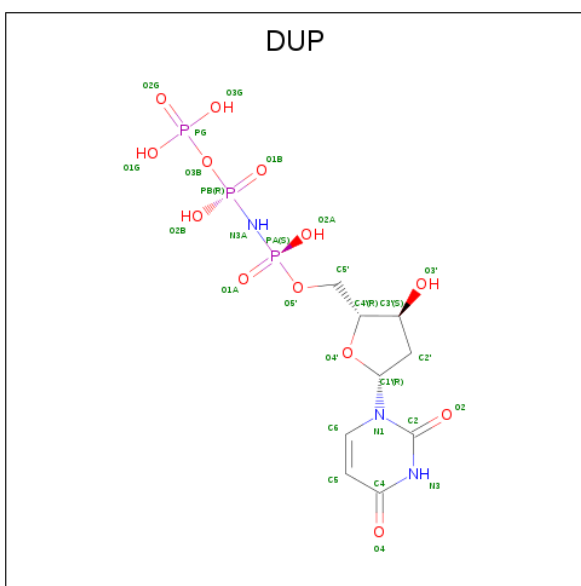 DUP
O2G O3G
O OH
P PG
HO O O1B
O1G O3B O
PB(R) P
HO NH O2A
O2B N3A PA(S) OH
P C5' O3'
O O OH
O1A O5' C4'(R) C3'(S)
O4' O C2'
C1'(R)
N O2
C6 N1 C2 O
C5 C4 NH N3
O
O4